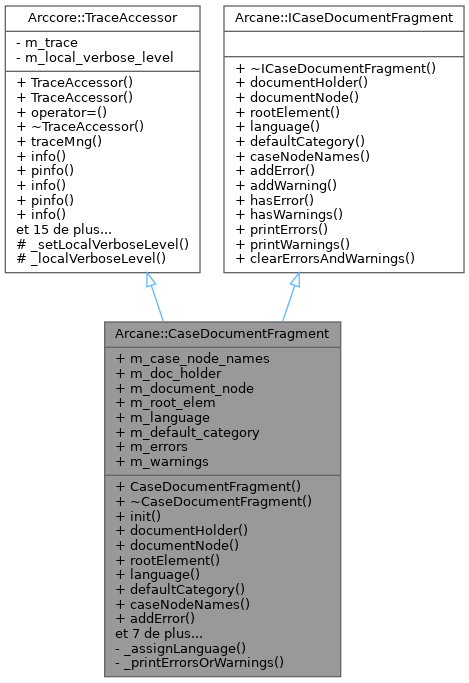 Arccore::TraceAccessor
- m_trace
- m_local_verbose_level
+ TraceAccessor()
+ TraceAccessor()
+ operator=()
+ ~TraceAccessor()
+ traceMng()
+ info()
+ pinfo()
+ info()
+ pinfo()
+ info()
et 15 de plus...
# _setLocalVerboseLevel()
# _localVerboseLevel()
Arcane::ICaseDocumentFragment
+ ~ICaseDocumentFragment()
+ documentHolder()
+ documentNode()
+ rootElement()
+ language()
+ defaultCategory()
+ caseNodeNames()
+ addError()
+ addWarning()
+ hasError()
+ hasWarnings()
+ printErrors()
+ printWarnings()
+ clearErrorsAndWarnings()
Arcane::CaseDocumentFragment
+ m_case_node_names
+ m_doc_holder
+ m_document_node
+ m_root_elem
+ m_language
+ m_default_category
+ m_errors
+ m_warnings
+ CaseDocumentFragment()
+ ~CaseDocumentFragment()
+ init()
+ documentHolder()
+ documentNode()
+ rootElement()
+ language()
+ defaultCategory()
+ caseNodeNames()
+ addError()
et 7 de plus...
- _assignLanguage()
- _printErrorsOrWarnings()